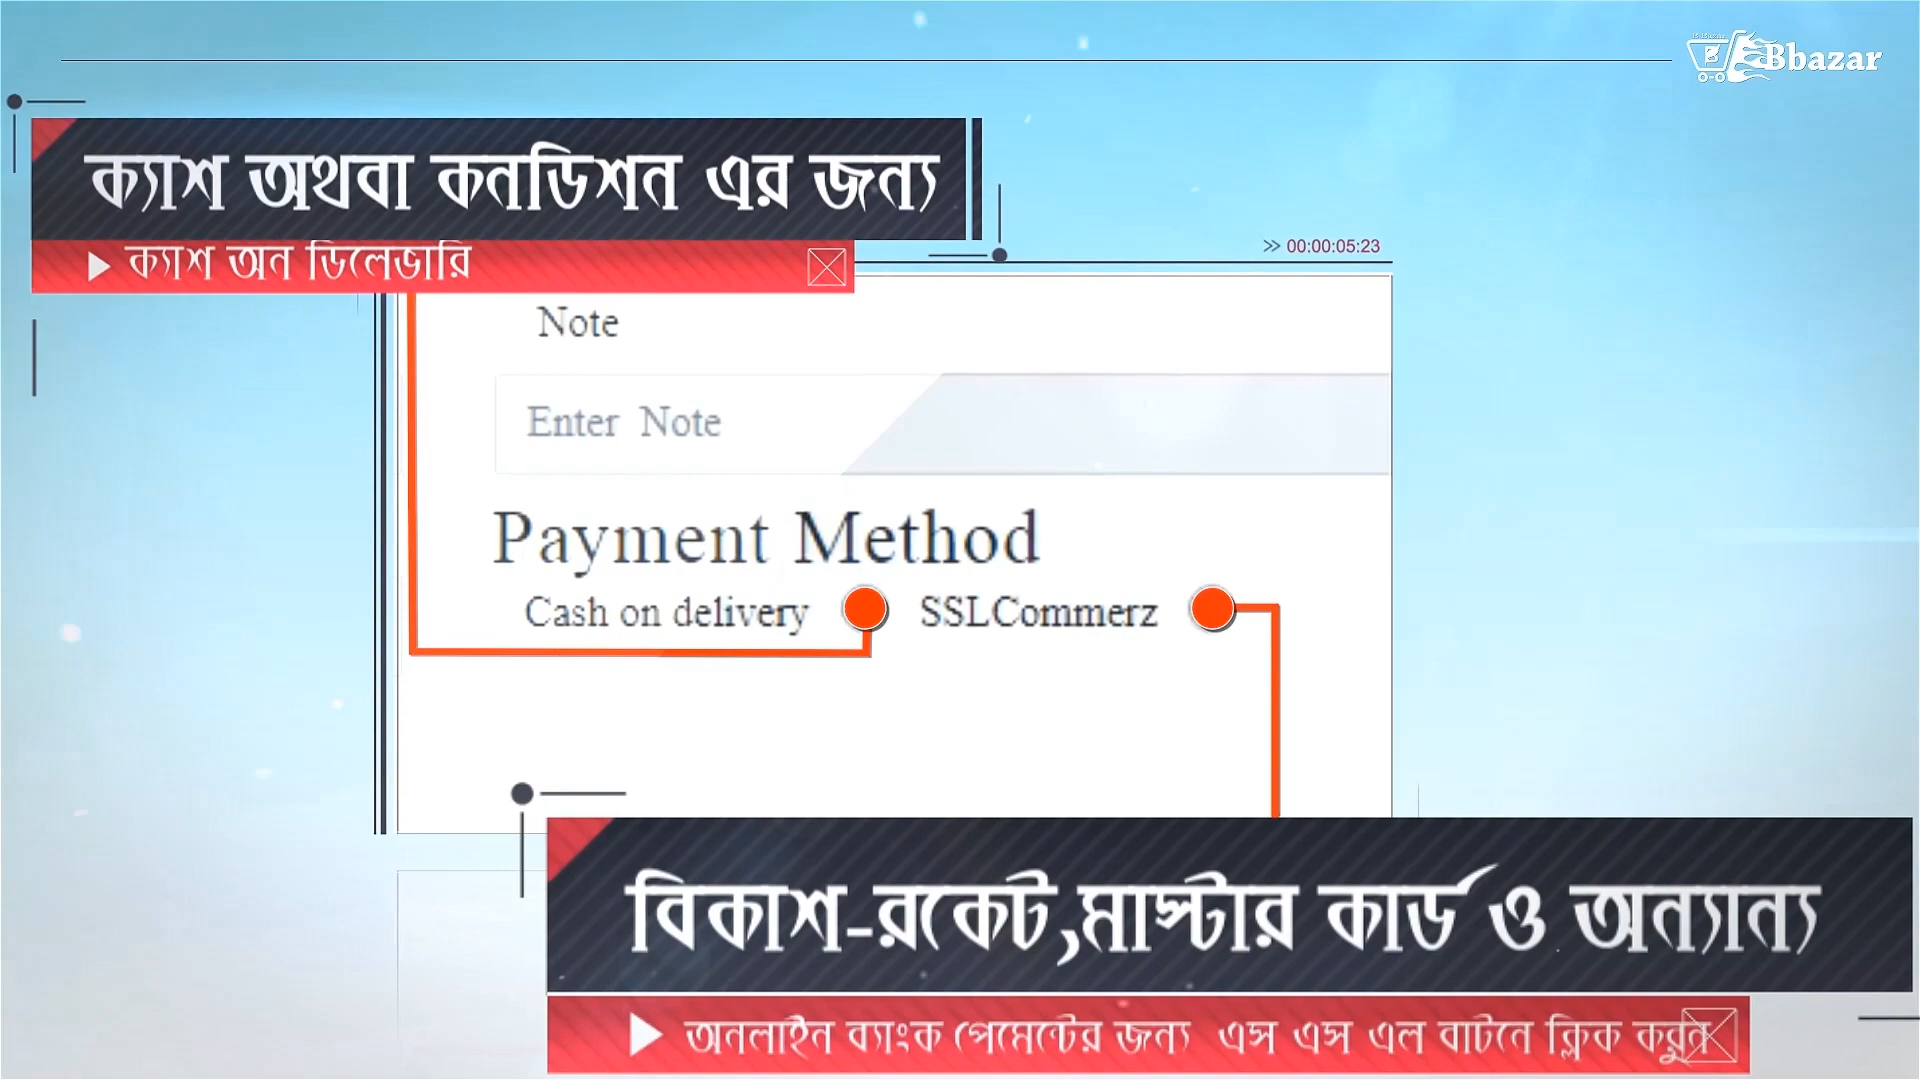 Bbazar
ক্যাশ অথবা কনডিশন এর জন্য
ক্যাশ অন ডিলেভারি
>> 00:00:05:23
Note
Enter Note
Payment Method
Cash on delivery SSLCommerz
বিকাশ-রকেট,মাস্টার কার্ড ও অন্যান্য
অনলাইন ব্যাংক পেমেন্টের জন্য এস এস এল বাটনে ক্লিক করুন